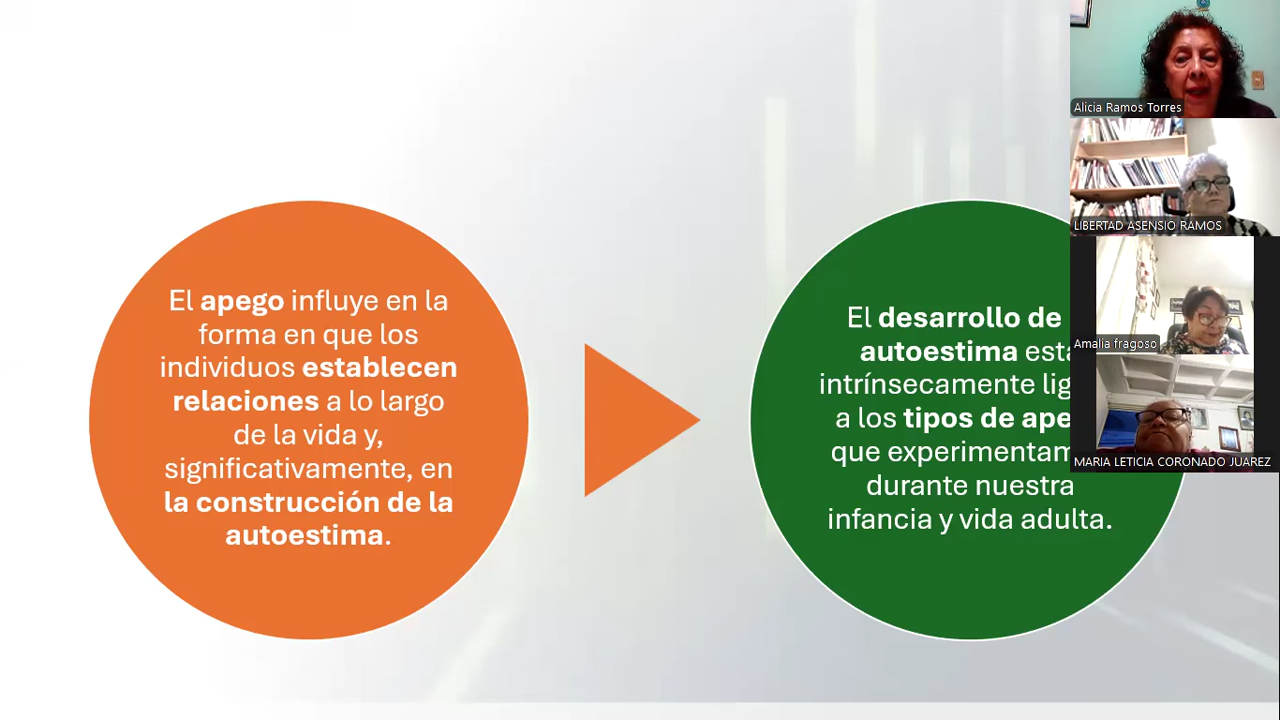 El apego influye en la
forma en que los
individuos establecen
relaciones a lo largo
de la vida y,
significativamente, en
la construcción de la
autoestima.
El desarrollo de
autoestima
intrínsecamente
a los tipos de
que
durante nuestra
infancia y vida adulta.
Alicia Ramos Torres
LIBERTAD ASENSIO RAMOS
Amalia fragoso
MARIA LETICIA CORONADO JUAREZ